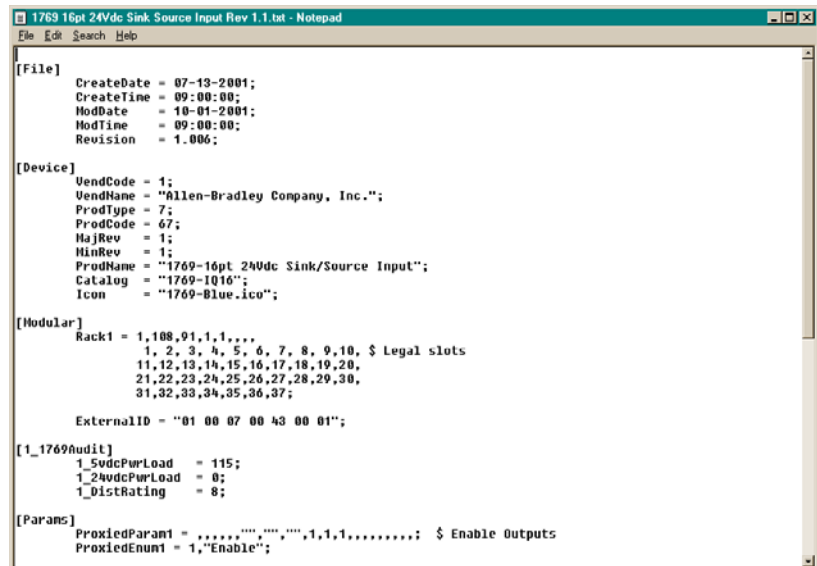 1769 16pt 24Vdc Sink Source Input Rev 1.1.txt - Notepad
File Edit Search Help
[File]
CreateDate = 07-13-2001;
CreateTime = 09:00:00;
ModDate = 10-01-2001;
ModTime = 09:00:00;
Revision = 1.006;
[Device]
VendCode = 1;
VendName = "Allen-Bradley Company, Inc.";
ProdType = 7;
ProdCode = 67;
MajRev = 1;
MinRev = 1;
ProdName = "1769-16pt 24Vdc Sink/Source Input";
Catalog = "1769-IQ16";
Icon = "1769-Blue.ico";
[Modular]
Rack1 = 1,108,91,1,1,,,,
1, 2, 3, 4, 5, 6, 7, 8, 9,10, $ Legal slots
11,12,13,14,15,16,17,18,19,20,
21,22,23,24,25,26,27,28,29,30,
31,32,33,34,35,36,37;
ExternalID = "01 00 07 00 43 00 01";
[1_1769Audit]
1_5vdcPwrLoad = 115;
1_24vdcPwrLoad = 0;
1_DistRating = 8;
[Params]
ProxiedParam1 = ,,,,,,"","","",1,1,1,,,,,,,,,; $ Enable Outputs
ProxiedEnum1 = 1,"Enable";